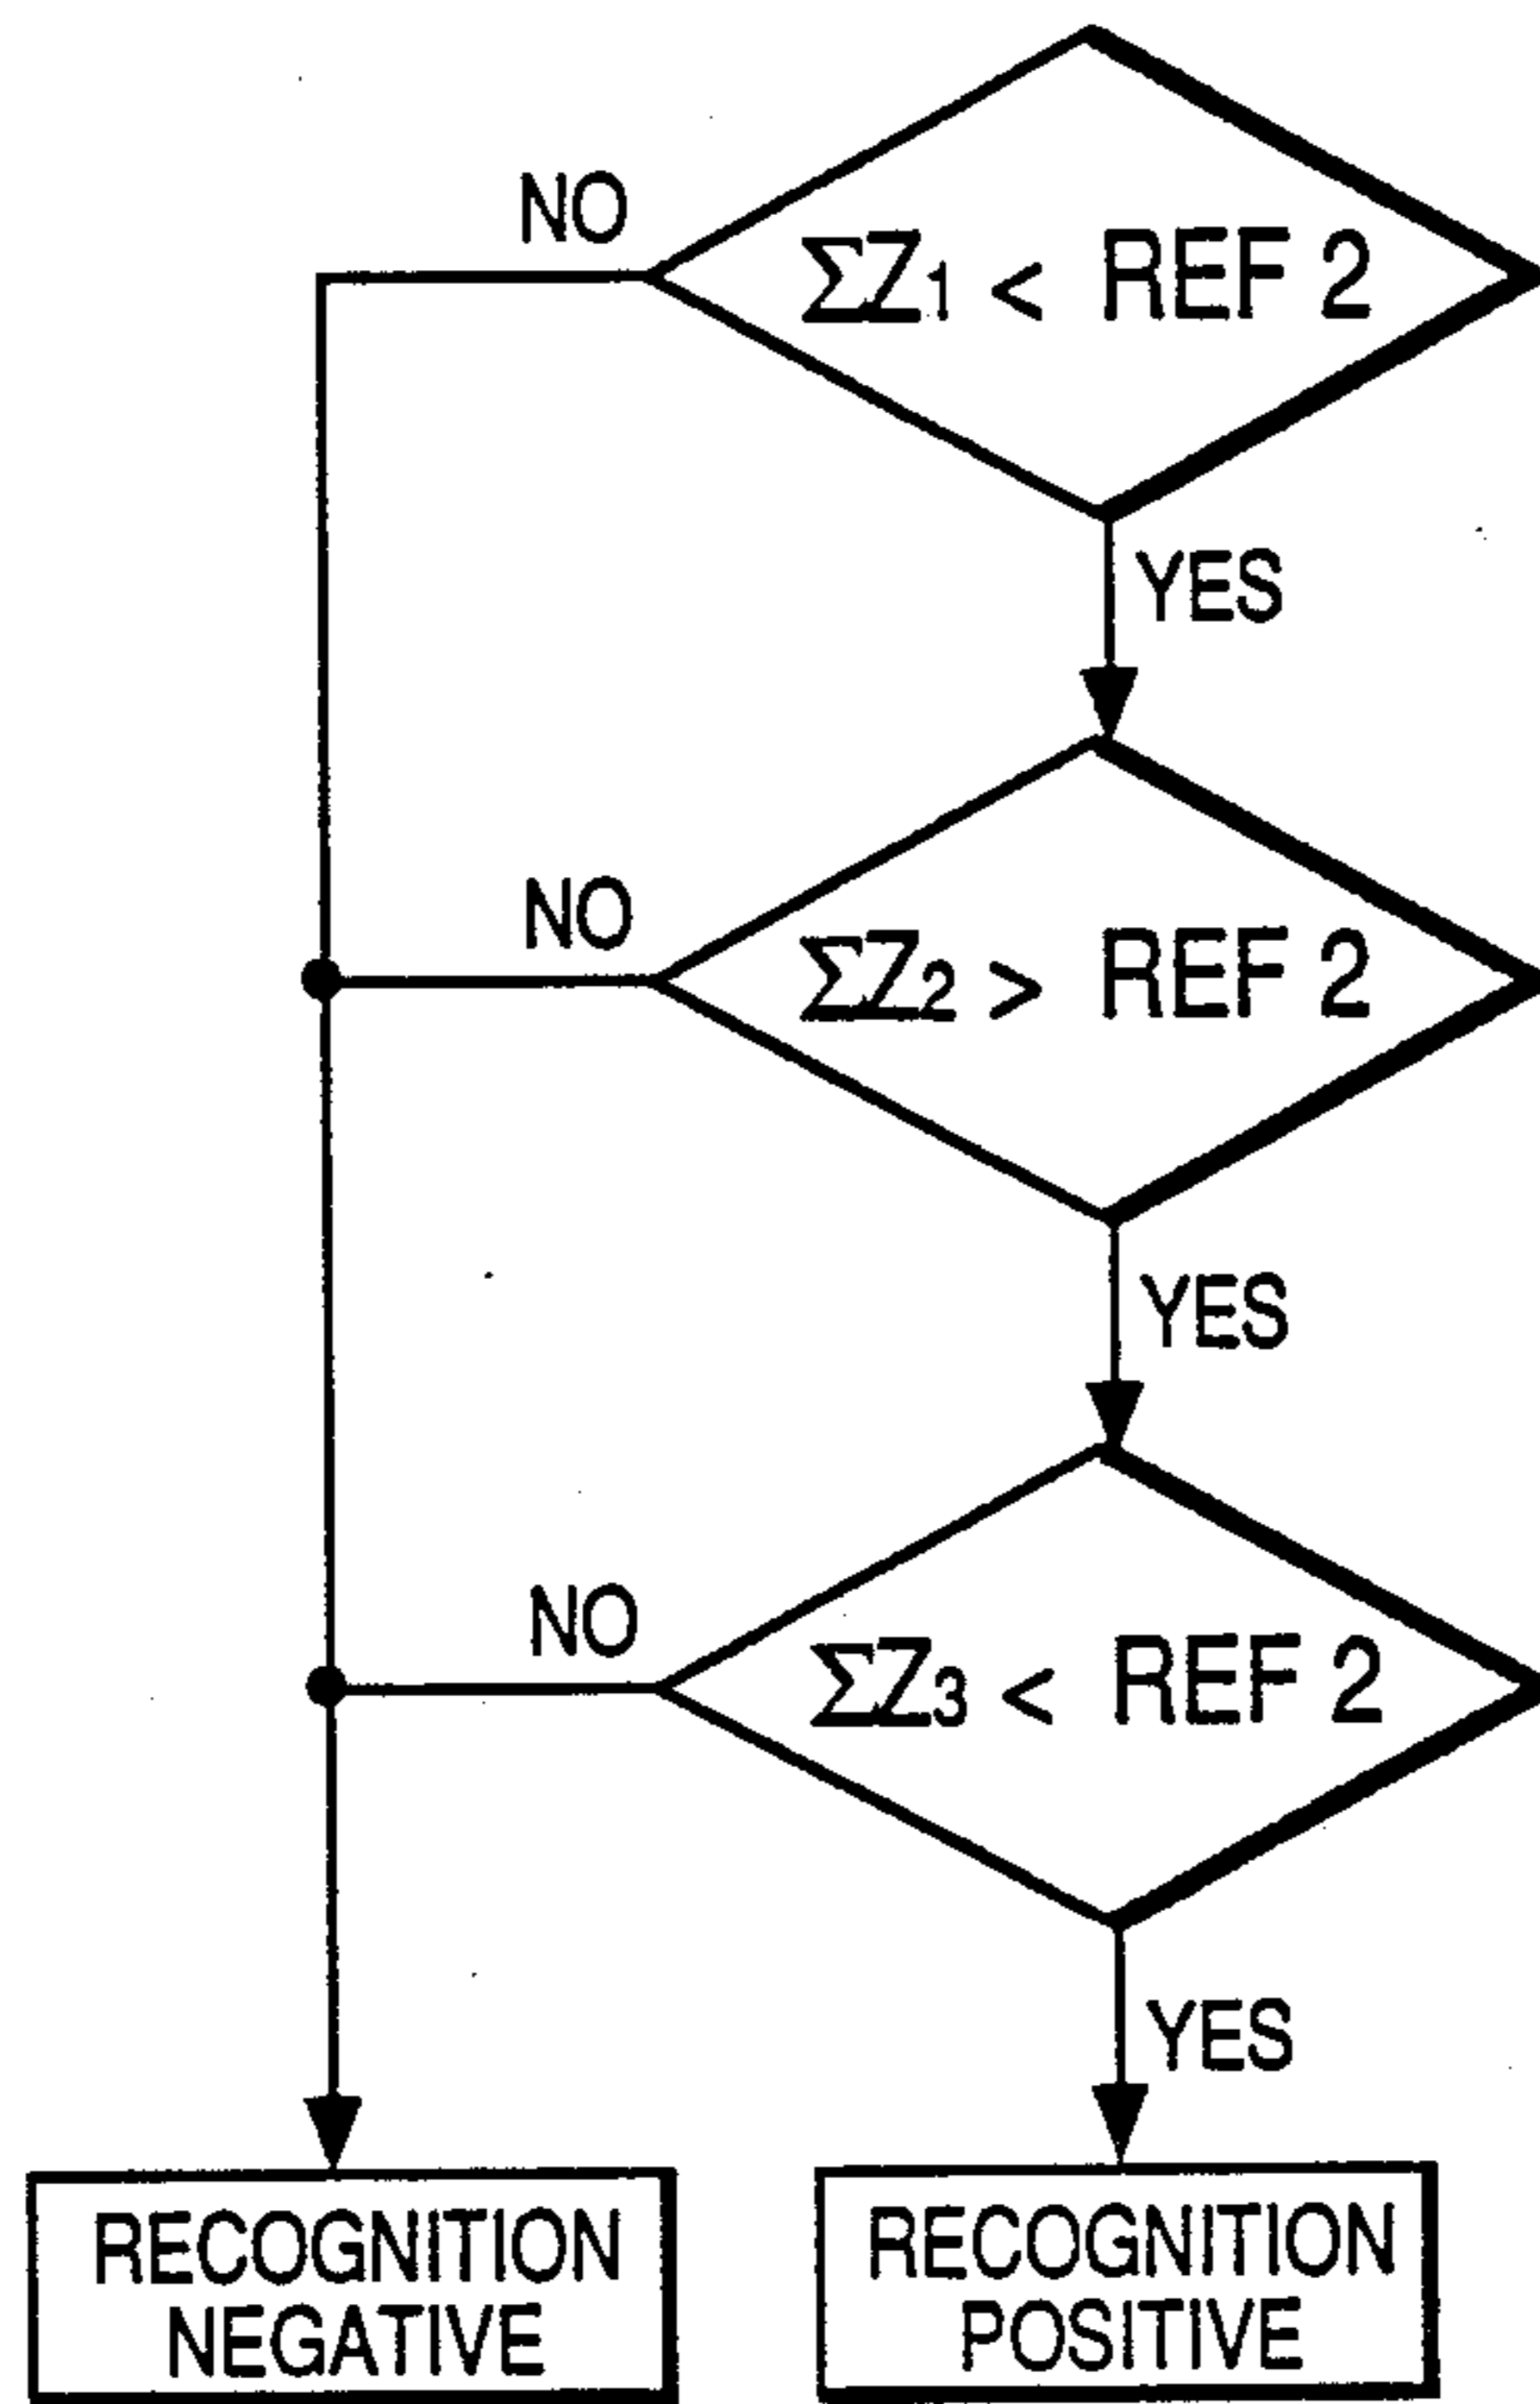 NO
ΣZ1 < REF 2
YES
NO
ΣZ2 > REF 2
YES
NO
ΣZ3 < REF 2
YES
RECOGNITION
NEGATIVE
RECOGNITION
POSITIVE